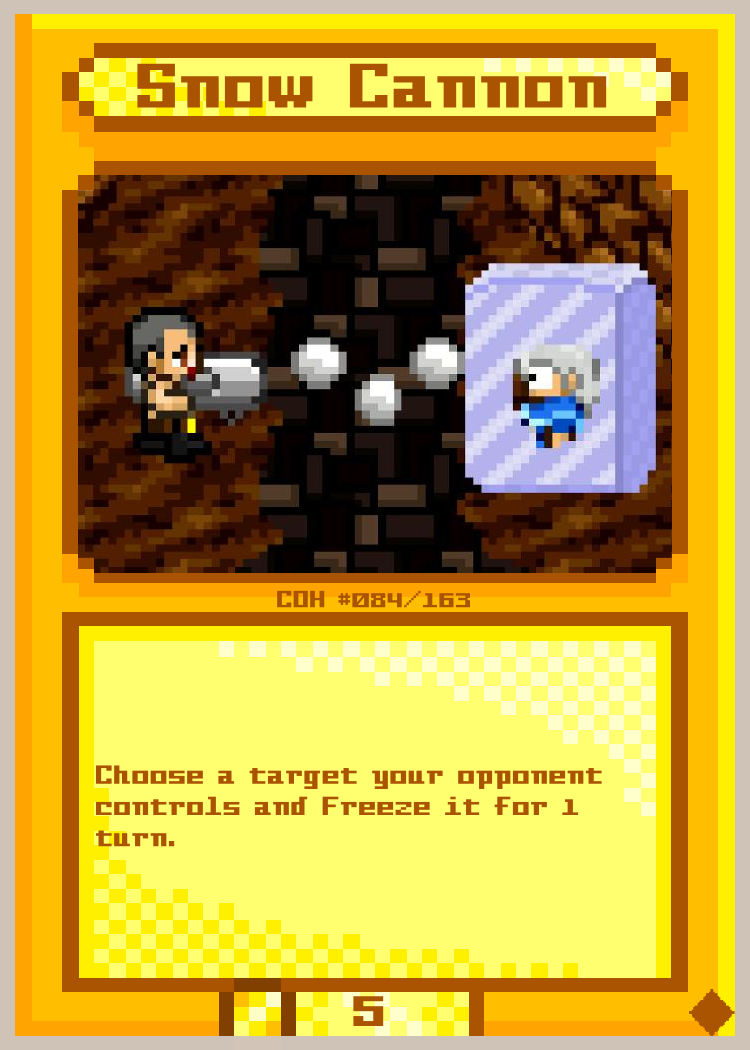 Snow Cannon
COH #084/163
Choose a target your opponent
controls and Freeze it for 1
turn.
5